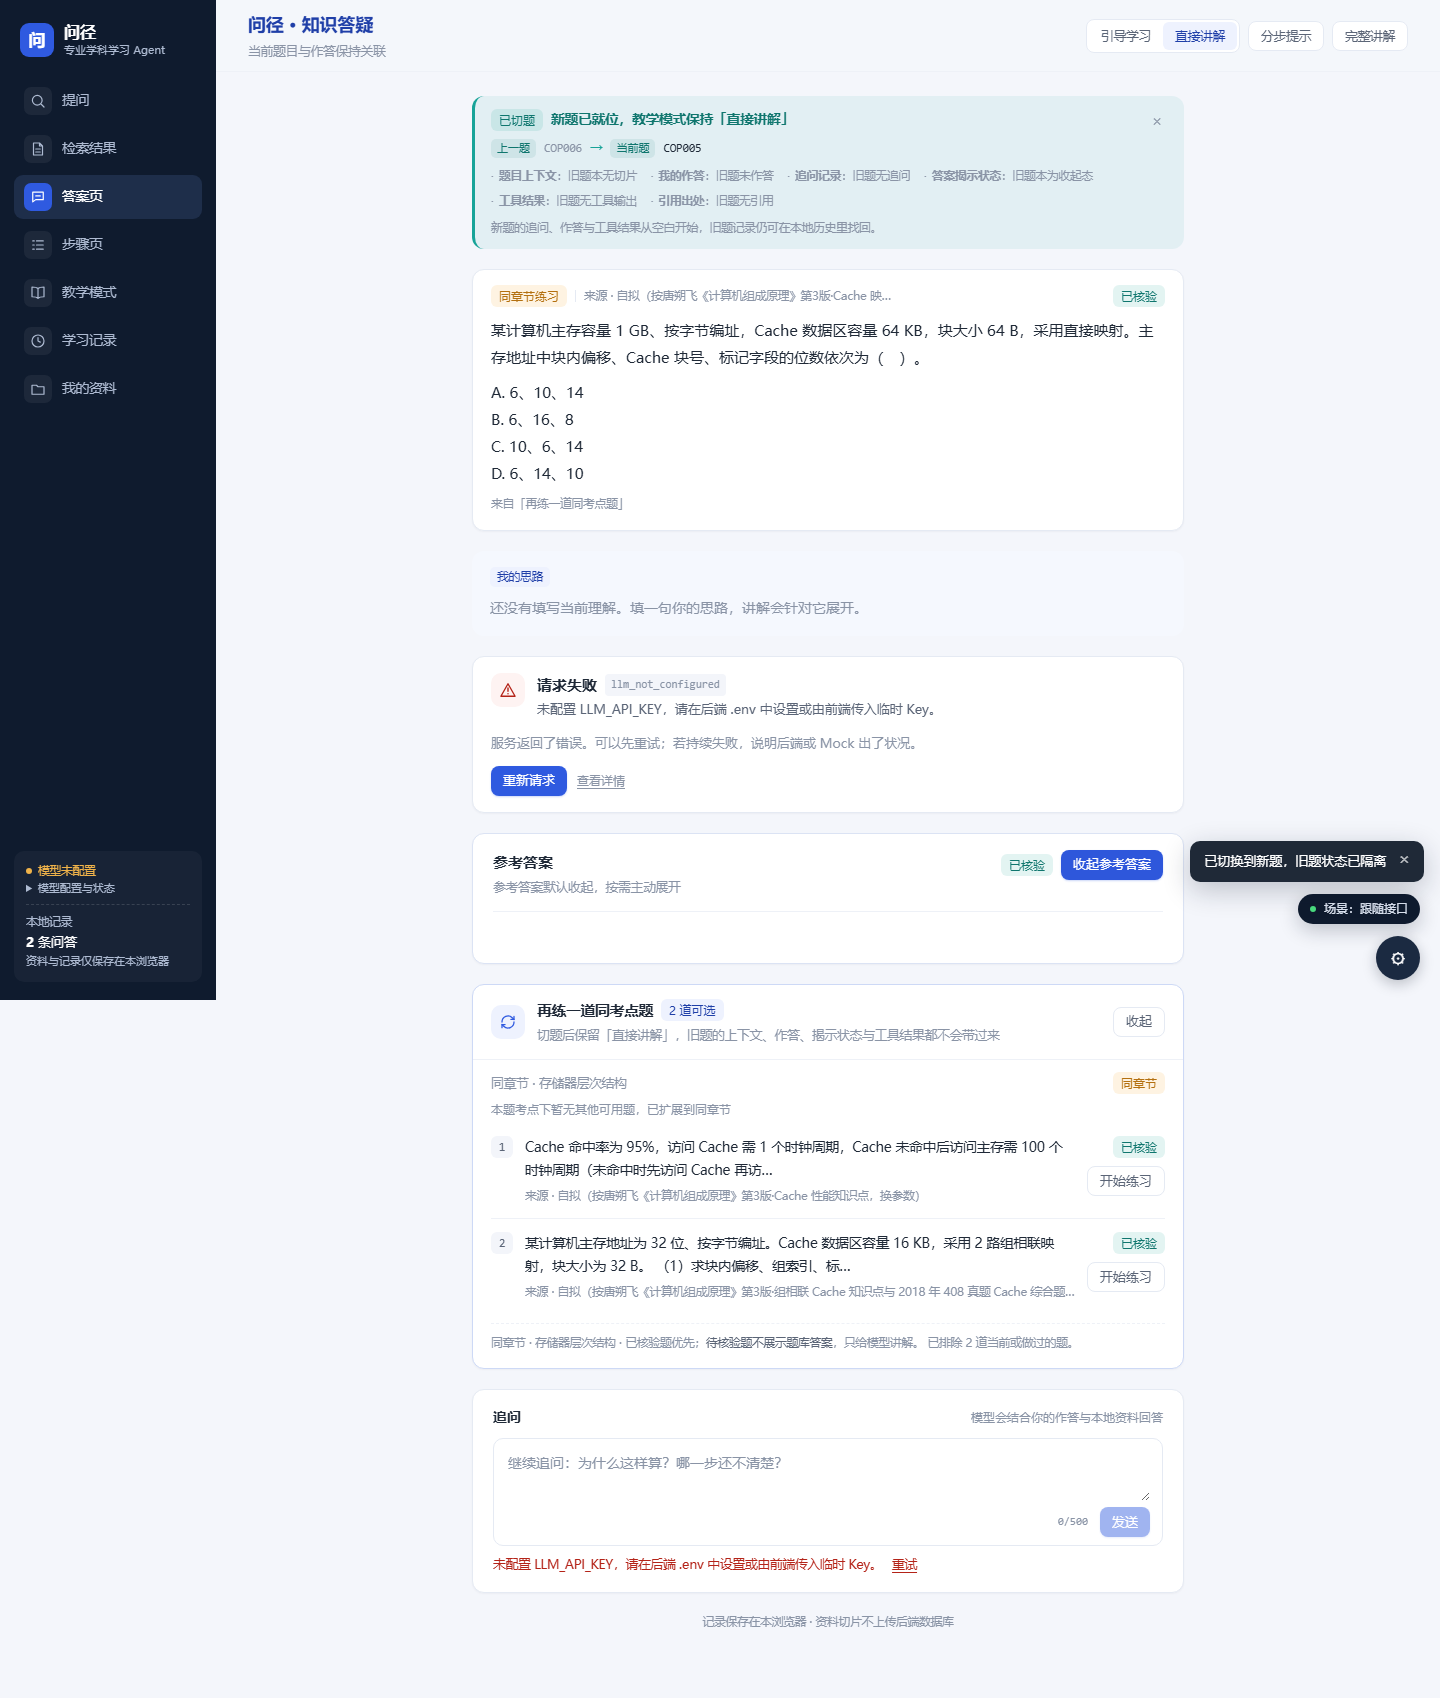 问 问径
专业学科学习 Agent
提问
检索结果
答案页
步骤页
教学模式
学习记录
我的资料
模型未配置
模型配置与状态
本地记录
2 条问答
资料与记录仅保存在本浏览器
问径 · 知识答疑
当前题目与作答保持关联
引导学习 直接讲解 分步提示 完整讲解
已切题 新题已就位，教学模式保持「直接讲解」 ×
上一题 COP006 → 当前题 COP005
· 题目上下文：旧题本无切片 · 我的作答：旧题未作答 · 追问记录：旧题无追问 · 答案揭示状态：旧题本为收起态
· 工具结果：旧题无工具输出 · 引用出处：旧题无引用
新题的追问、作答与工具结果从空白开始，旧题记录仍可在本地历史里找回。
同章节练习 来源 · 自拟（按唐朔飞《计算机组成原理》第3版·Cache 映... 已核验
某计算机主存容量 1 GB、按字节编址，Cache 数据区容量 64 KB，块大小 64 B，采用直接映射。主
存地址中块内偏移、Cache 块号、标记字段的位数依次为（　）。
A. 6、10、14
B. 6、16、8
C. 10、6、14
D. 6、14、10
来自「再练一道同考点题」
我的思路
还没有填写当前理解。填一句你的思路，讲解会针对它展开。
请求失败 llm_not_configured
未配置 LLM_API_KEY，请在后端 .env 中设置或由前端传入临时 Key。
服务返回了错误。可以先重试；若持续失败，说明后端或 Mock 出了状况。
重新请求 查看详情
参考答案 已核验 收起参考答案
参考答案默认收起，按需主动展开
已切换到新题，旧题状态已隔离 ×
场景：跟随接口
再练一道同考点题 2 道可选 收起
切题后保留「直接讲解」，旧题的上下文、作答、揭示状态与工具结果都不会带过来
同章节 · 存储器层次结构 同章节
本题考点下暂无其他可用题，已扩展到同章节
1 Cache 命中率为 95%，访问 Cache 需 1 个时钟周期，Cache 未命中后访问主存需 100 个 已核验
时钟周期（未命中时先访问 Cache 再访... 开始练习
来源 · 自拟（按唐朔飞《计算机组成原理》第3版·Cache 性能知识点，换参数）
2 某计算机主存地址为 32 位、按字节编址。Cache 数据区容量 16 KB，采用 2 路组相联映 已核验
射，块大小为 32 B。 （1）求块内偏移、组索引、标... 开始练习
来源 · 自拟（按唐朔飞《计算机组成原理》第3版·组相联 Cache 知识点与 2018 年 408 真题 Cache 综合题...
同章节 · 存储器层次结构 · 已核验题优先；待核验题不展示题库答案，只给模型讲解。 已排除 2 道当前或做过的题。
追问 模型会结合你的作答与本地资料回答
继续追问：为什么这样算？哪一步还不清楚？
0/500 发送
未配置 LLM_API_KEY，请在后端 .env 中设置或由前端传入临时 Key。 重试
记录保存在本浏览器 · 资料切片不上传后端数据库